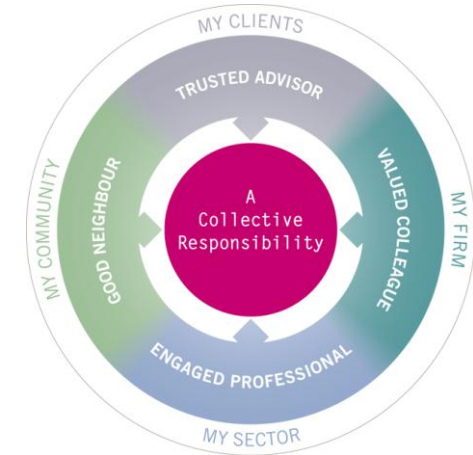 MY CLIENTS
TRUSTED ADVISOR
MY COMMUNITY
GOOD NEIGHBOUR
A
Collective
Responsibility
VALUED COLLEAGUE
MY FIRM
ENGAGED PROFESSIONAL
MY SECTOR